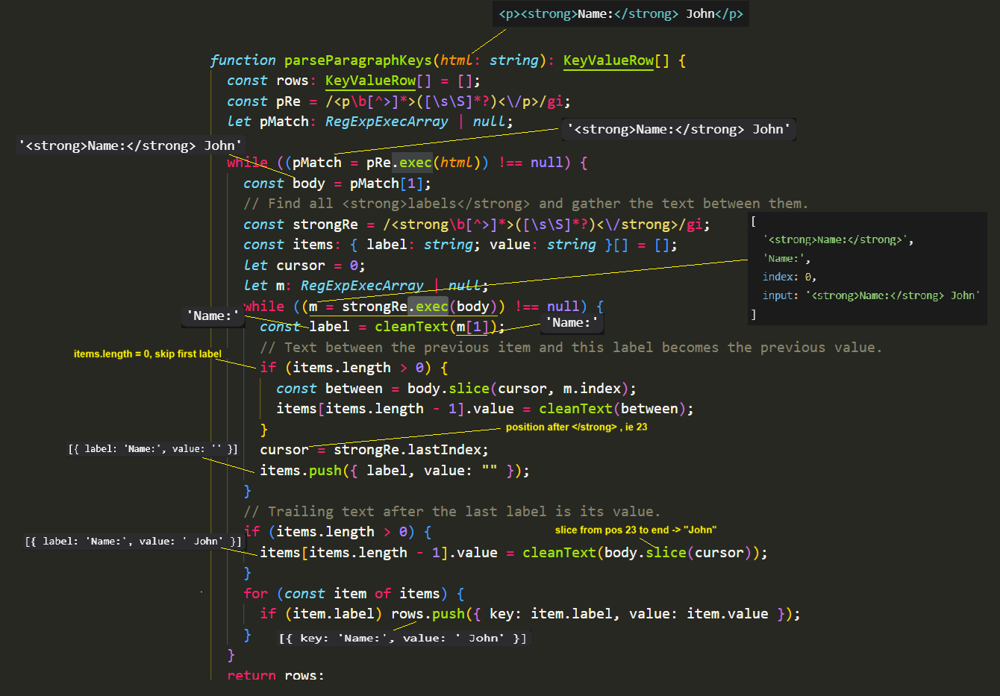 <p><strong>Name:</strong> John</p>
function parseParagraphKeys(html: string): KeyValueRow[] {
const rows: KeyValueRow[] = [];
const pRe = /<p\b[^>]*>([\s\S]*?)<\/p>/gi;
let pMatch: RegExpExecArray | null;
'<strong>Name:</strong> John'
'<strong>Name:</strong> John'
while ((pMatch = pRe.exec(html)) !== null) {
const body = pMatch[1];
// Find all <strong>labels</strong> and gather the text between them.
const strongRe = /<strong\b[^>]*>([\s\S]*?)<\/strong>/gi;
const items: { label: string; value: string }[] = [];
let cursor = 0;
let m: RegExpExecArray | null;
[
'<strong>Name:</strong>',
'Name:',
index: 0,
input: '<strong>Name:</strong> John'
]
while ((m = strongRe.exec(body)) !== null) {
'Name:'
const label = cleanText(m[1]);
'Name:'
// Text between the previous item and this label becomes the previous value.
items.length = 0, skip first label
if (items.length > 0) {
const between = body.slice(cursor, m.index);
items[items.length - 1].value = cleanText(between);
}
position after </strong> , ie 23
cursor = strongRe.lastIndex;
[{ label: 'Name:', value: '' }]
items.push({ label, value: "" });
}
// Trailing text after the last label is its value.
if (items.length > 0) {
slice from pos 23 to end -> "John"
[{ label: 'Name:', value: ' John' }]
items[items.length - 1].value = cleanText(body.slice(cursor));
}
for (const item of items) {
if (item.label) rows.push({ key: item.label, value: item.value });
}
[{ key: 'Name:', value: ' John' }]
}
return rows: